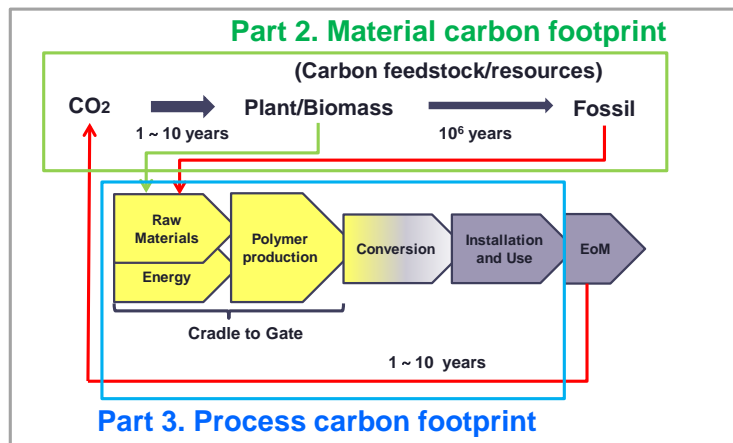 Part 2. Material carbon footprint
(Carbon feedstock/resources)
CO2
Plant/Biomass
Fossil
1 ~ 10 years
10⁶ years
Raw
Materials
Energy
Polymer
production
Conversion
Installation
and Use
EoM
Cradle to Gate
1 ~ 10 years
Part 3. Process carbon footprint